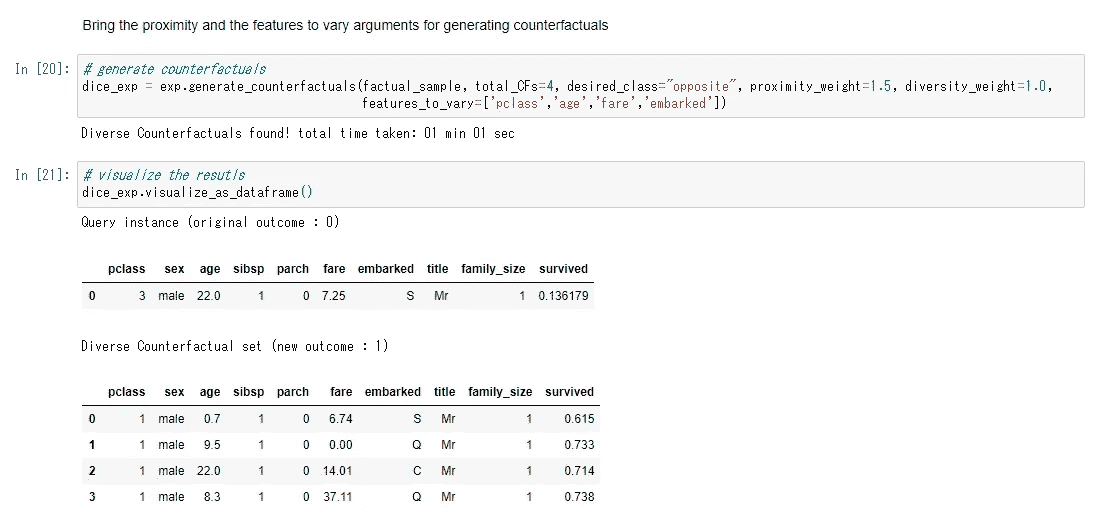 Bring the proximity and the features to vary arguments for generating counterfactuals
In [20]: # generate counterfactuals
dice_exp = exp.generate_counterfactuals(factual_sample, total_CFs=4, desired_class="opposite", proximity_weight=1.5, diversity_weight=1.0,
features_to_vary=['pclass','age','fare','embarked'])
Diverse Counterfactuals found! total time taken: 01 min 01 sec
In [21]: # visualize the resutls
dice_exp.visualize_as_dataframe()
Query instance (original outcome : 0)
pclass sex age sibsp parch fare embarked title family_size survived
0 3 male 22.0 1 0 7.25 S Mr 1 0.136179
Diverse Counterfactual set (new outcome : 1)
pclass sex age sibsp parch fare embarked title family_size survived
0 1 male 0.7 1 0 6.74 S Mr 1 0.615
1 1 male 9.5 1 0 0.00 Q Mr 1 0.733
2 1 male 22.0 1 0 14.01 C Mr 1 0.714
3 1 male 8.3 1 0 37.11 Q Mr 1 0.738